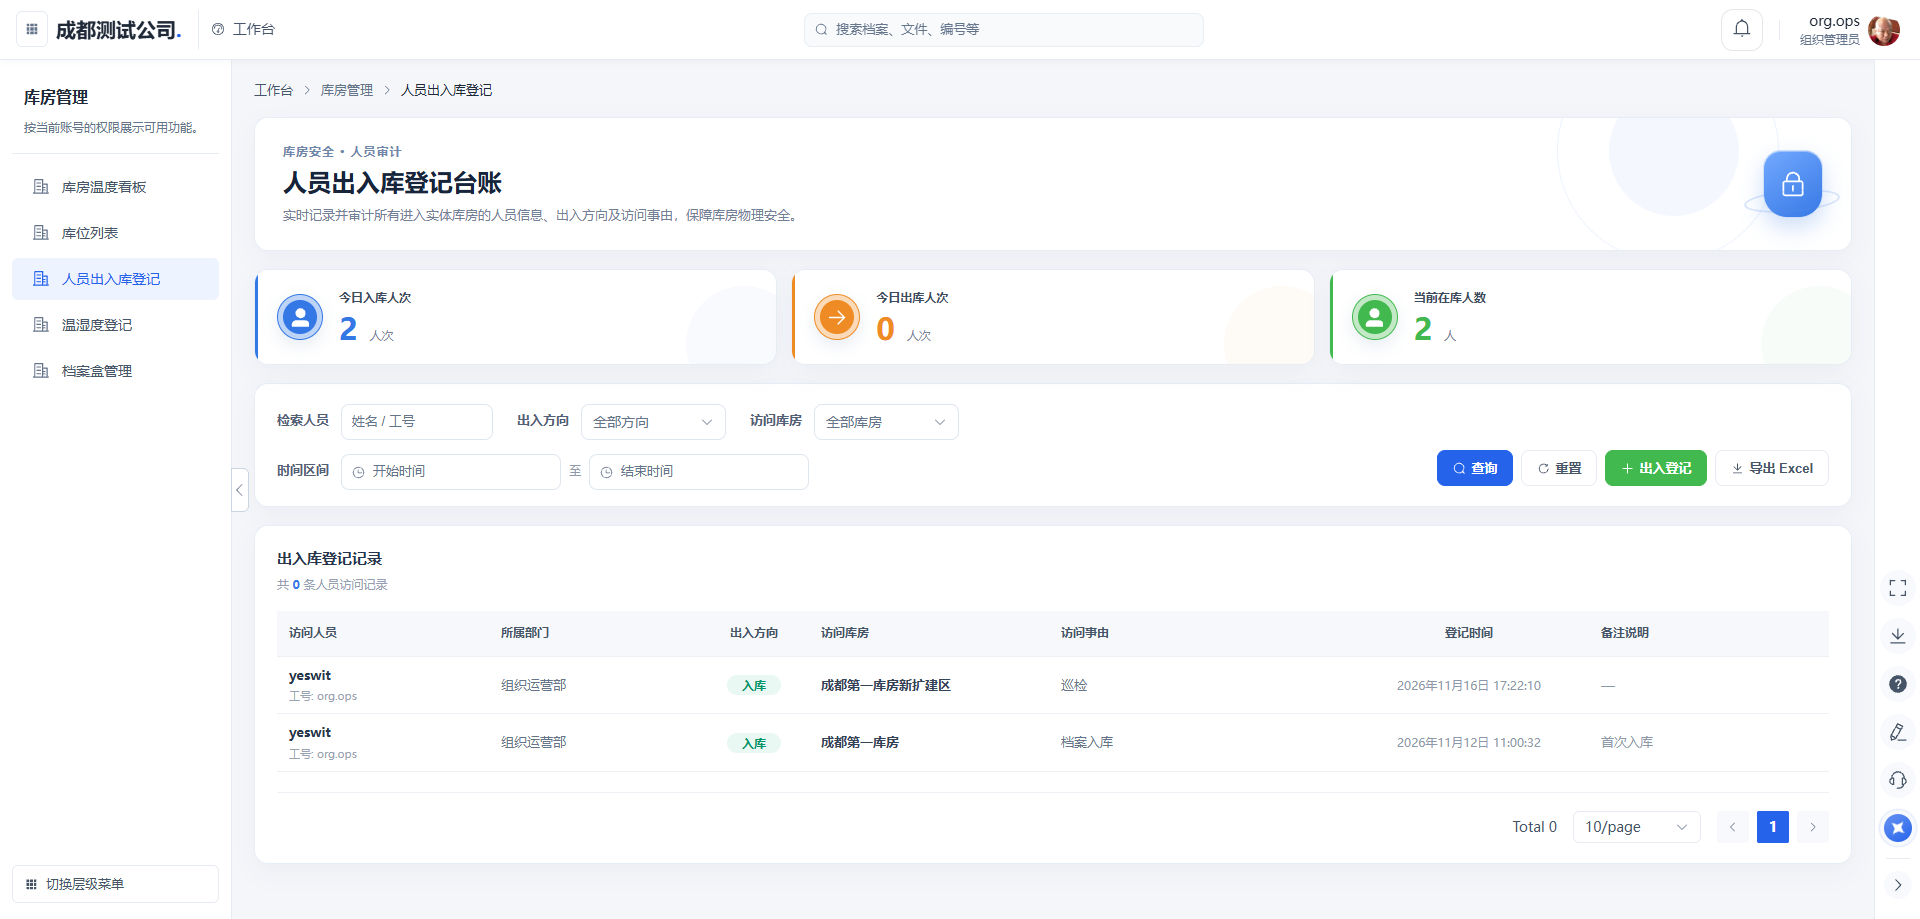 成都测试公司.
工作台
搜索档案、文件、编号等
org.ops
组织管理员
库房管理
按当前账号的权限展示可用功能。
库房温度看板
库位列表
人员出入库登记
温湿度登记
档案盒管理
切换层级菜单
工作台 > 库房管理 > 人员出入库登记
库房安全 • 人员审计
人员出入库登记台账
实时记录并审计所有进入实体库房的人员信息、出入方向及访问事由，保障库房物理安全。
今日入库人次
2 人次
今日出库人次
0 人次
当前在库人数
2 人
检索人员 姓名 / 工号 出入方向 全部方向 访问库房 全部库房
时间区间 开始时间 至 结束时间
查询 重置 出入登记 导出 Excel
出入库登记记录
共 0 条人员访问记录
访问人员 所属部门 出入方向 访问库房 访问事由 登记时间 备注说明
yeswit
工号: org.ops
组织运营部 入库 成都第一库房新扩建区 巡检 2026年11月16日 17:22:10 —
yeswit
工号: org.ops
组织运营部 入库 成都第一库房 档案入库 2026年11月12日 11:00:32 首次入库
Total 0 10/page 1